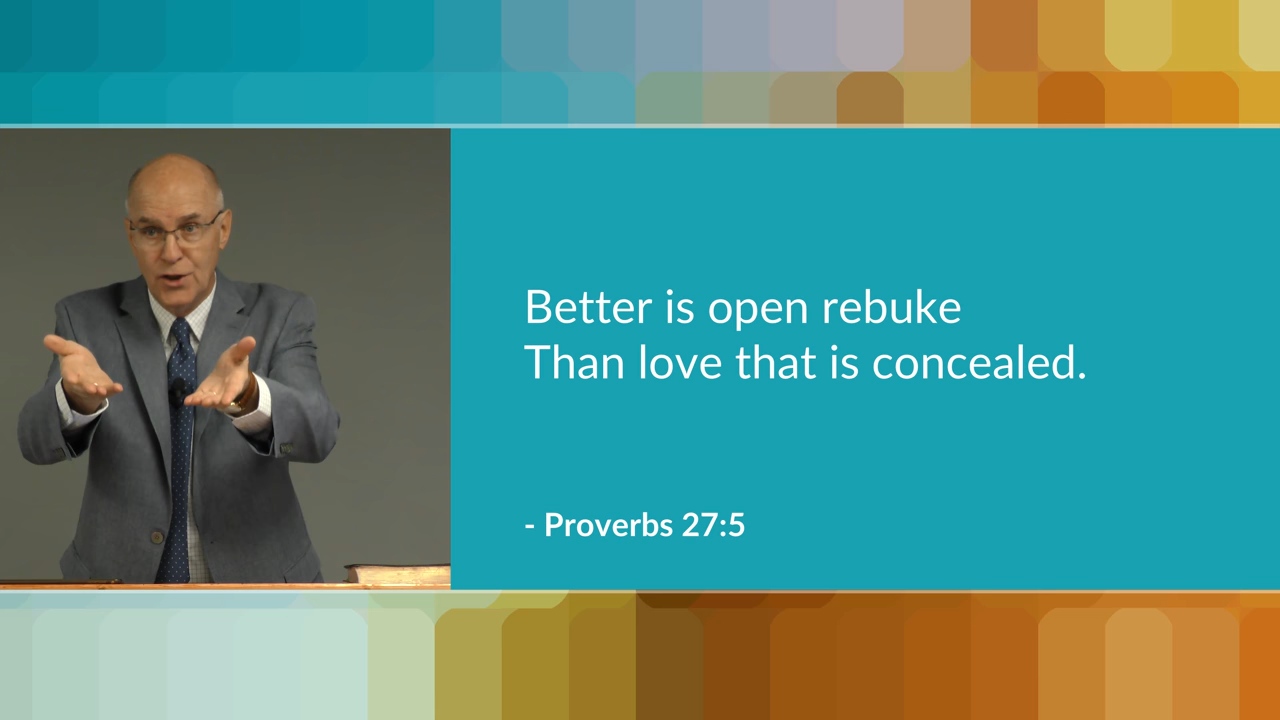 Better is open rebuke
Than love that is concealed.
- Proverbs 27:5